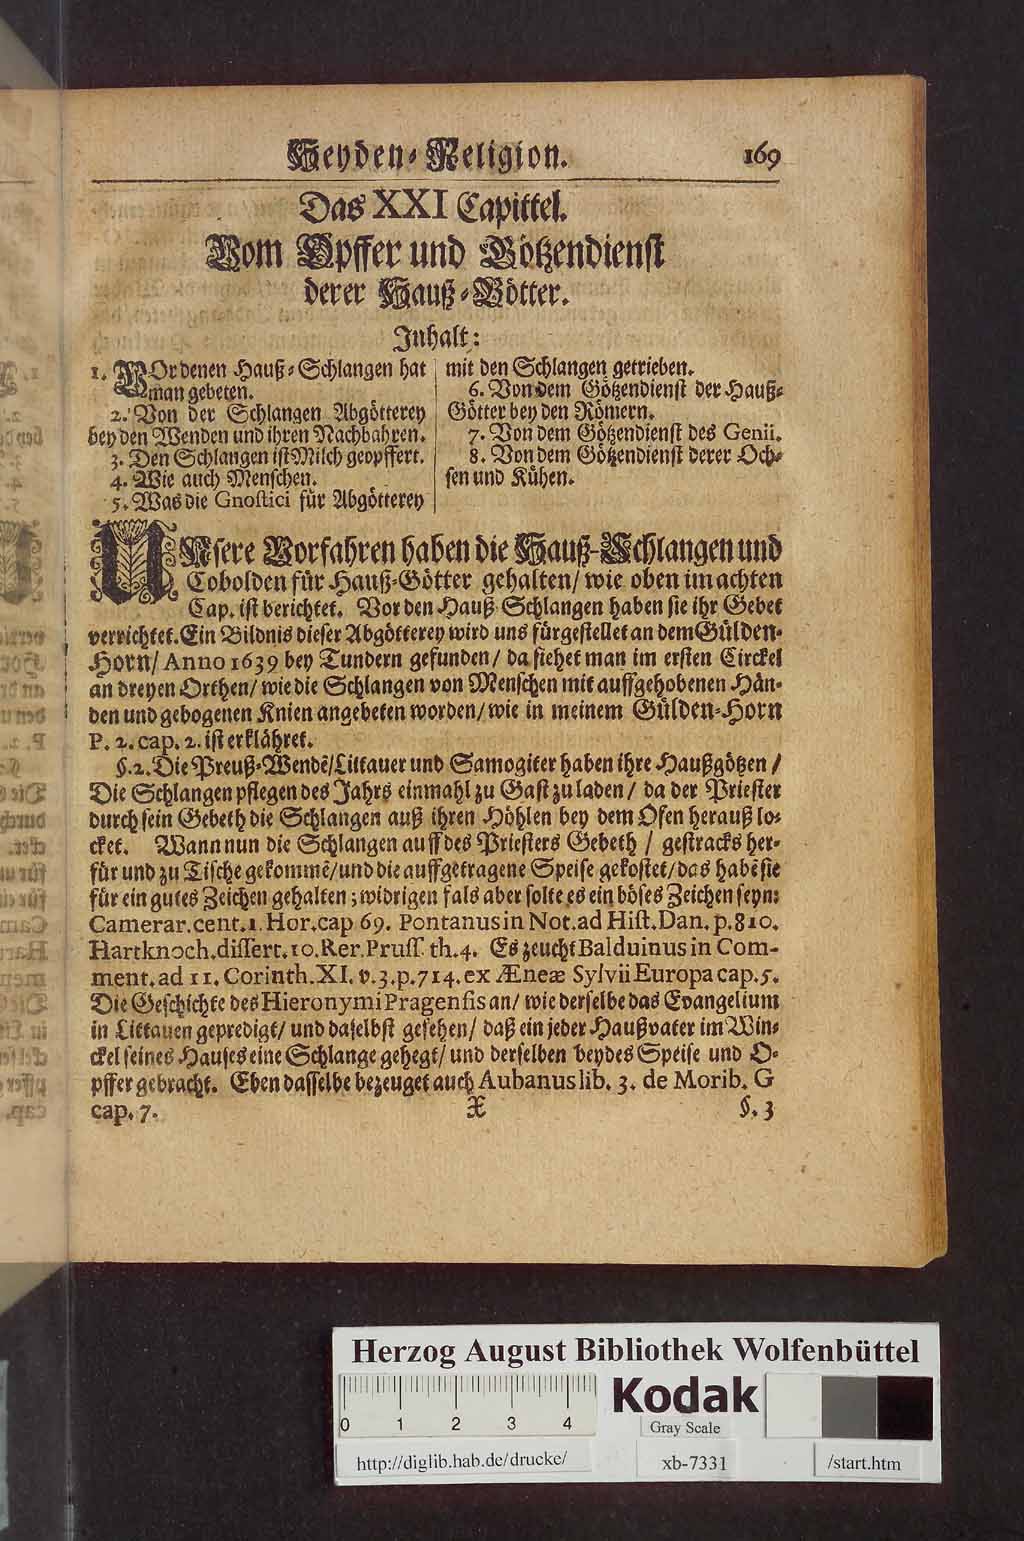 Heyden-Religion. 169
Das XXI Capittel.
Vom Opffer und Götzendienst
derer Hauß-Götter.
Inhalt:
1. VOr denen Hauß-Schlangen hat
man gebeten.
2. Von der Schlangen Abgötterey
bey den Wenden und ihren Nachbahren.
3. Den Schlangen ist Milch geopffert.
4. Wie auch Menschen.
5. Was die Gnostici für Abgötterey
mit den Schlangen getrieben.
6. Von dem Götzendienst der Hauß-
Götter bey den Römern.
7. Von dem Götzendienst des Genii.
8. Von dem Götzendienst derer Och-
sen und Kühen.
UNsere Vorfahren haben die Hauß-Schlangen und
Cobolden für Hauß-Götter gehalten/ wie oben im achten
Cap. ist berichtet. Vor den Hauß-Schlangen haben sie ihr Gebet
verrichtet. Ein Bildnis dieser Abgötterey wird uns fürgestellet an dem Gülden-
Horn/ Anno 1639 bey Tundern gefunden/ da siehet man im ersten Circkel
an dreyen Orthen/ wie die Schlangen von Menschen mit auffgehobenen Hän-
den und gebogenen Knien angebeten worden/ wie in meinem Gülden-Horn
P. 2. cap. 2. ist erklähret.
§. 2. Die Preuß-Wendẽ/ Littauer und Samogiter haben ihre Haußgötzen/
Die Schlangen pflegen des Jahrs einmahl zu Gast zu laden/ da der Priester
durch sein Gebeth die Schlangen auß ihren Höhlen bey dem Ofen herauß lo-
cket. Wann nun die Schlangen auff des Priesters Gebeth/ gestracks her-
für und zu Tische gekommẽ/ und die auffgetragene Speise gekostet/ das habẽ sie
für ein gutes Zeichen gehalten; widrigen fals aber solte es ein böses Zeichen seyn:
Camerar. cent. 1. Hor. cap 69. Pontanus in Not. ad Hist. Dan. p. 810.
Hartknoch. dissert. 10. Rer. Pruss. th. 4. Es zeucht Balduinus in Com-
ment. ad 11. Corinth. XI. v. 3. p. 714. ex Æneæ Sylvii Europa cap. 5.
Die Geschichte des Hieronymi Pragensis an/ wie derselbe das Evangelium
in Littauen gepredigt/ und daselbst gesehen/ daß ein jeder Haußvater im Win-
ckel seines Hauses eine Schlange gehegt/ und derselben beydes Speise und O-
pffer gebracht. Eben dasselbe bezeuget auch Aubanus lib. 3. de Morib. G
cap. 7. X §. 3
Herzog August Bibliothek Wolfenbüttel
0 1 2 3 4
Kodak
Gray Scale
http://diglib.hab.de/drucke/ xb-7331 /start.htm